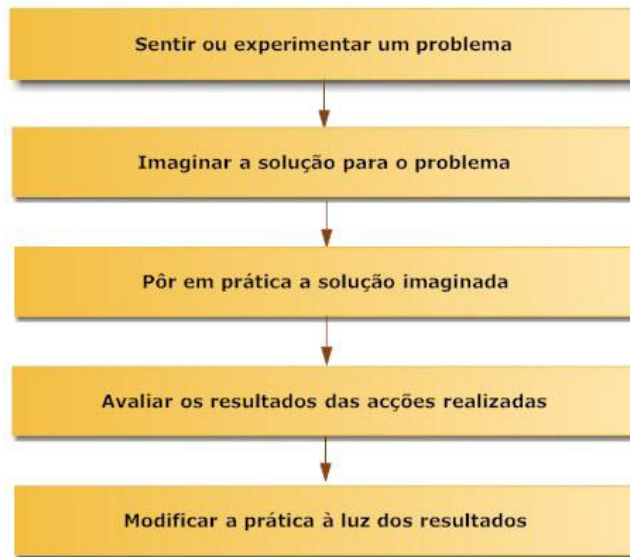 Sentir ou experimentar um problema
Imaginar a solução para o problema
Pôr em prática a solução imaginada
Avaliar os resultados das acções realizadas
Modificar a prática à luz dos resultados